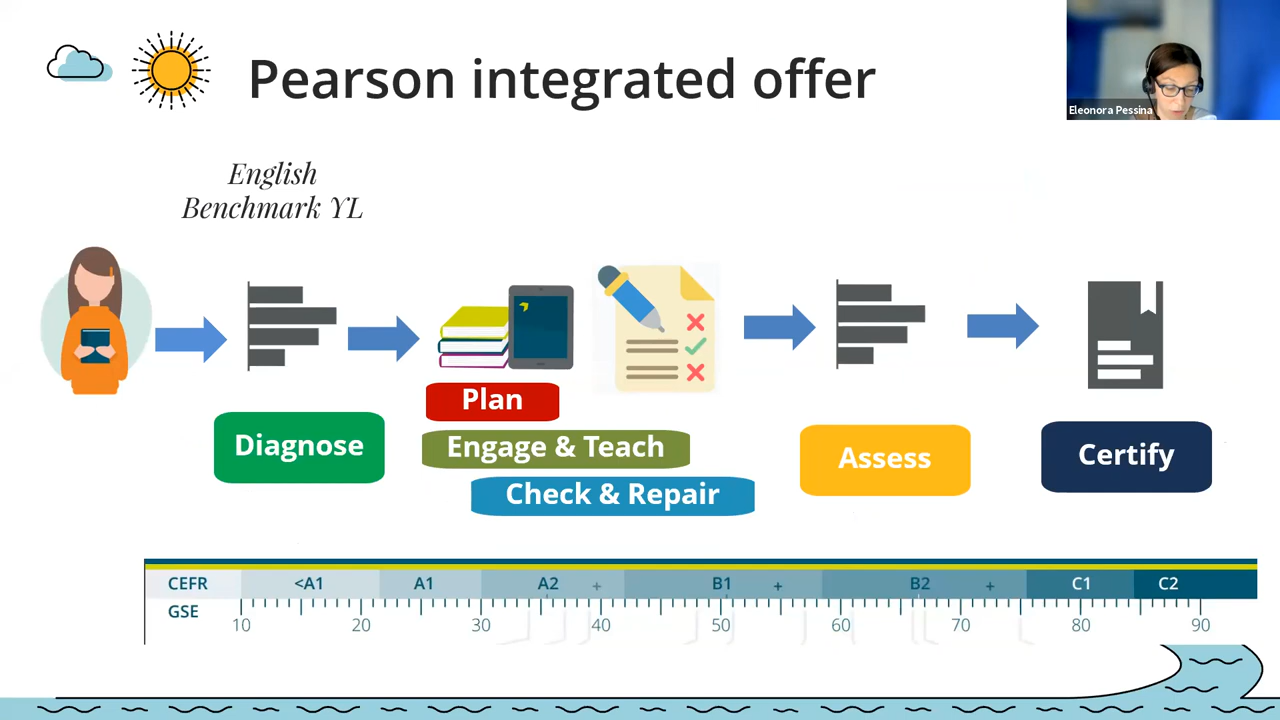 Pearson integrated offer
Eleonora Pessina
English
Benchmark YL
Plan
Diagnose
Engage & Teach
Check & Repair
Assess
Certify
CEFR <A1 A1 A2 + B1 + B2 + C1 C2
GSE
10 20 30 40 50 60 70 80 90